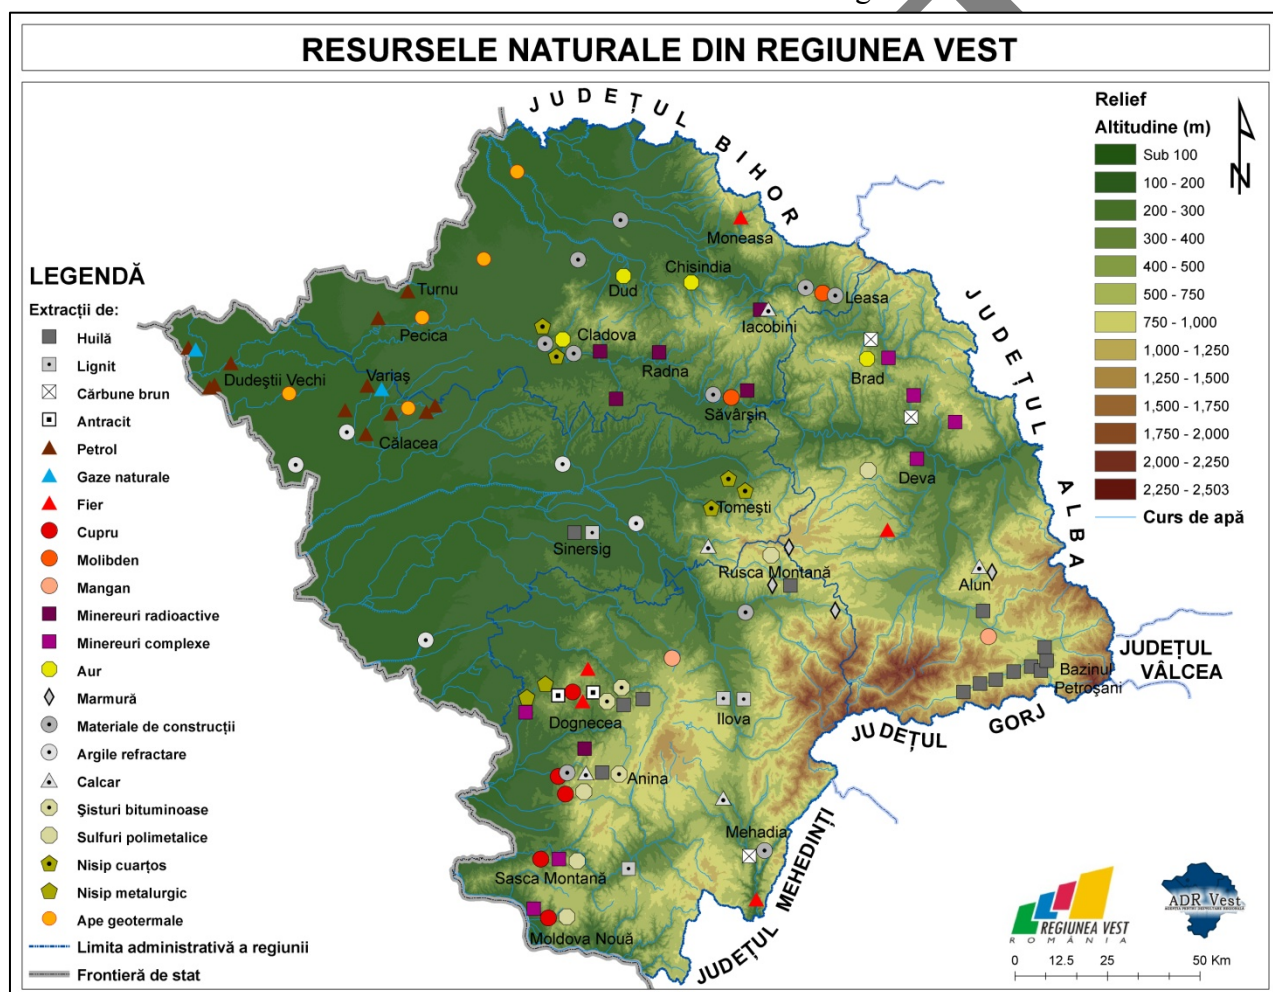 RESURSELE NATURALE DIN REGIUNEA VEST
JUDEȚUL BIHOR
Relief
Altitudine (m)
Sub 100
100 - 200
200 - 300
300 - 400
400 - 500
500 - 750
750 - 1,000
1,000 - 1,250
1,250 - 1,500
1,500 - 1,750
1,750 - 2,000
2,000 - 2,250
2,250 - 2,503
Curs de apă
N
LEGENDĂ
Extracții de:
Huilă
Lignit
Cărbune brun
Antracit
Petrol
Gaze naturale
Fier
Cupru
Molibden
Mangan
Minereuri radioactive
Minereuri complexe
Aur
Marmură
Materiale de construcții
Argile refractare
Calcar
Șisturi bituminoase
Sulfuri polimetalice
Nisip cuarțos
Nisip metalurgic
Ape geotermale
Limita administrativă a regiunii
Frontieră de stat
Moneasa
Chisindia
Dud
Turnu
Leasa
Pecica
Iacobini
Cladova
Radna
Brad
Dudeștii Vechi
Variaș
Săvârșin
Călacea
Deva
Tomești
Sinersig
Rusca Montană
Alun
Bazinul
Petroșani
Dognecea
Ilova
Anina
Mehadia
Sasca Montană
Moldova Nouă
JUDEȚUL ALBA
JUDEȚUL
VÂLCEA
JUDEȚUL GORJ
JUDEȚUL MEHEDINȚI
REGIUNEA VEST
ROMÂNIA
ADR Vest
0 12.5 25 50 Km